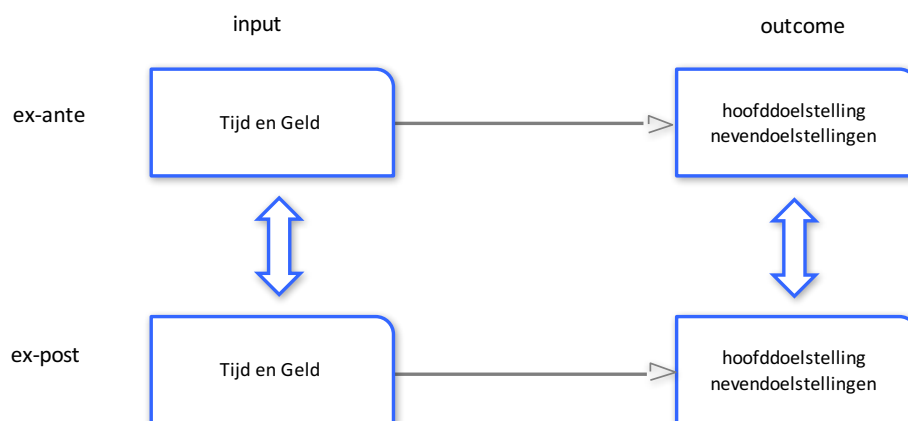 input
outcome
ex-ante
Tijd en Geld
hoofddoelstelling
nevendoelstellingen
ex-post
Tijd en Geld
hoofddoelstelling
nevendoelstellingen